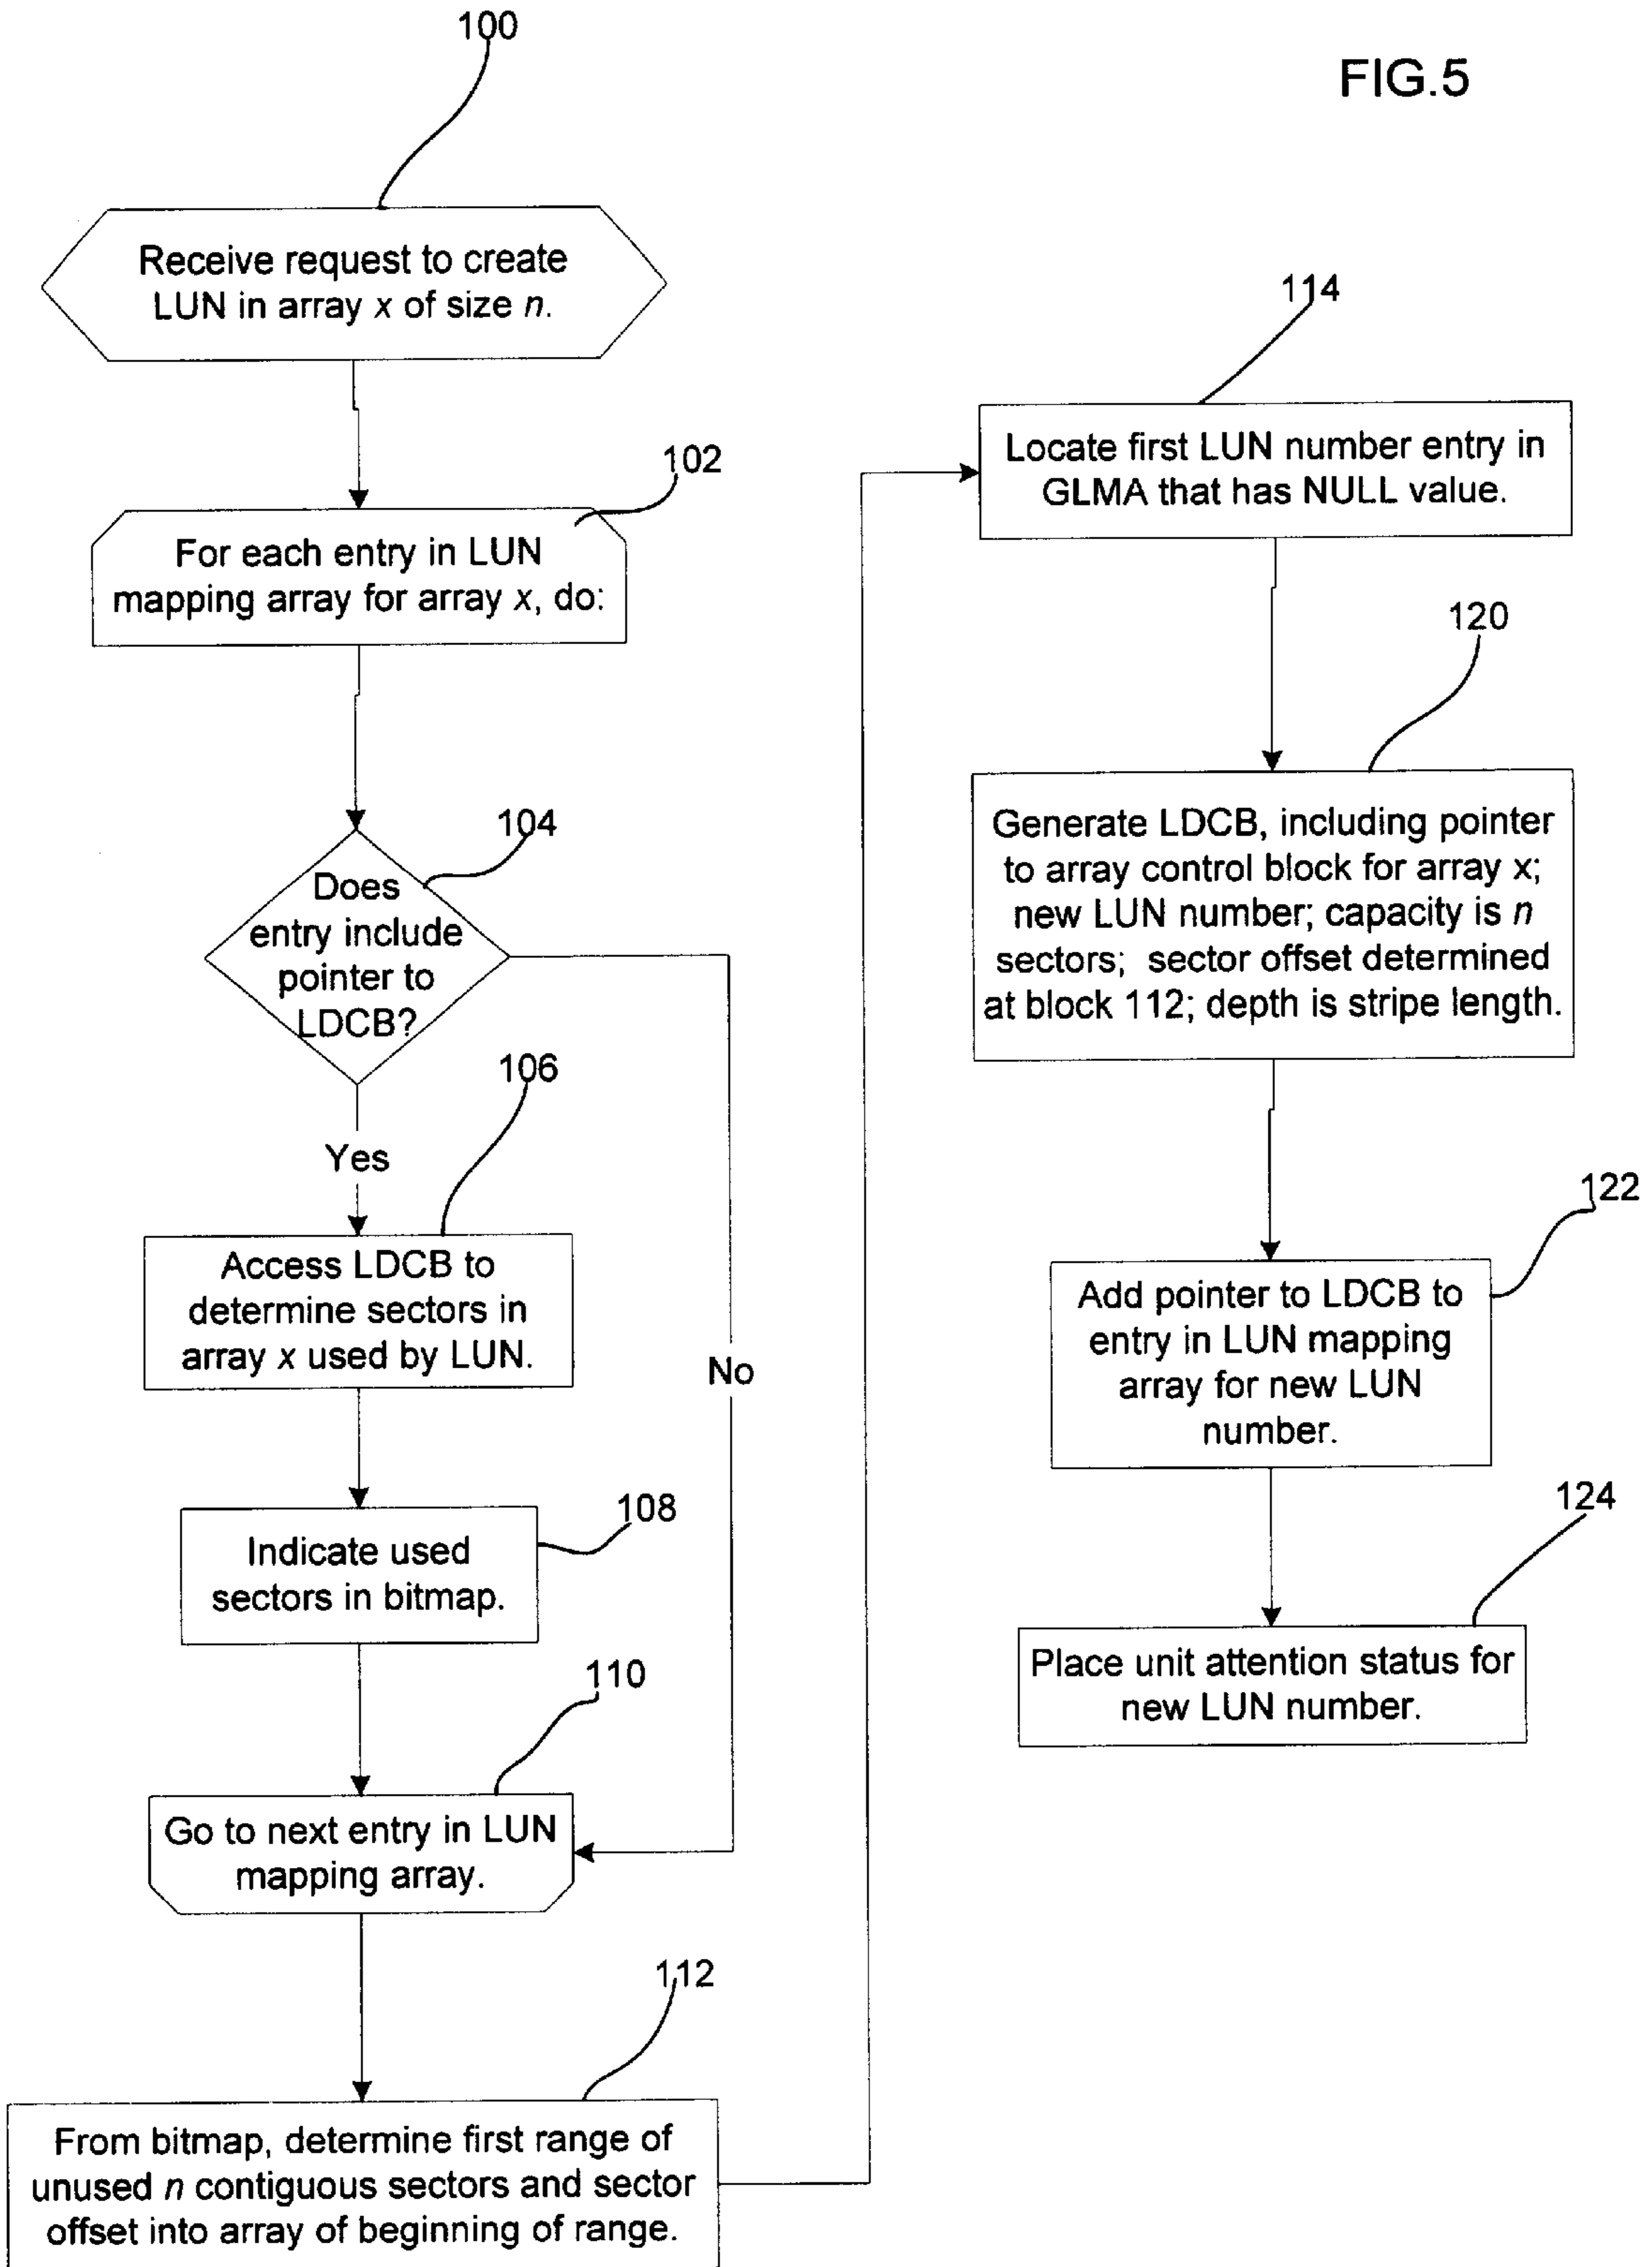 100
FIG.5
Receive request to create
LUN in array x of size n.
102
For each entry in LUN
mapping array for array x, do:
104
Does
entry include
pointer to
LDCB?
Yes
No
106
Access LDCB to
determine sectors in
array x used by LUN.
108
Indicate used
sectors in bitmap.
110
Go to next entry in LUN
mapping array.
112
From bitmap, determine first range of
unused n contiguous sectors and sector
offset into array of beginning of range.
114
Locate first LUN number entry in
GLMA that has NULL value.
120
Generate LDCB, including pointer
to array control block for array x;
new LUN number; capacity is n
sectors; sector offset determined
at block 112; depth is stripe length.
122
Add pointer to LDCB to
entry in LUN mapping
array for new LUN
number.
124
Place unit attention status for
new LUN number.